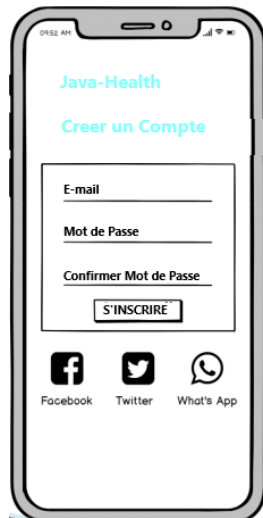 09:52 AM
Java-Health
Creer un Compte
E-mail
Mot de Passe
Confirmer Mot de Passe
S'INSCRIRE
Facebook Twitter What's App